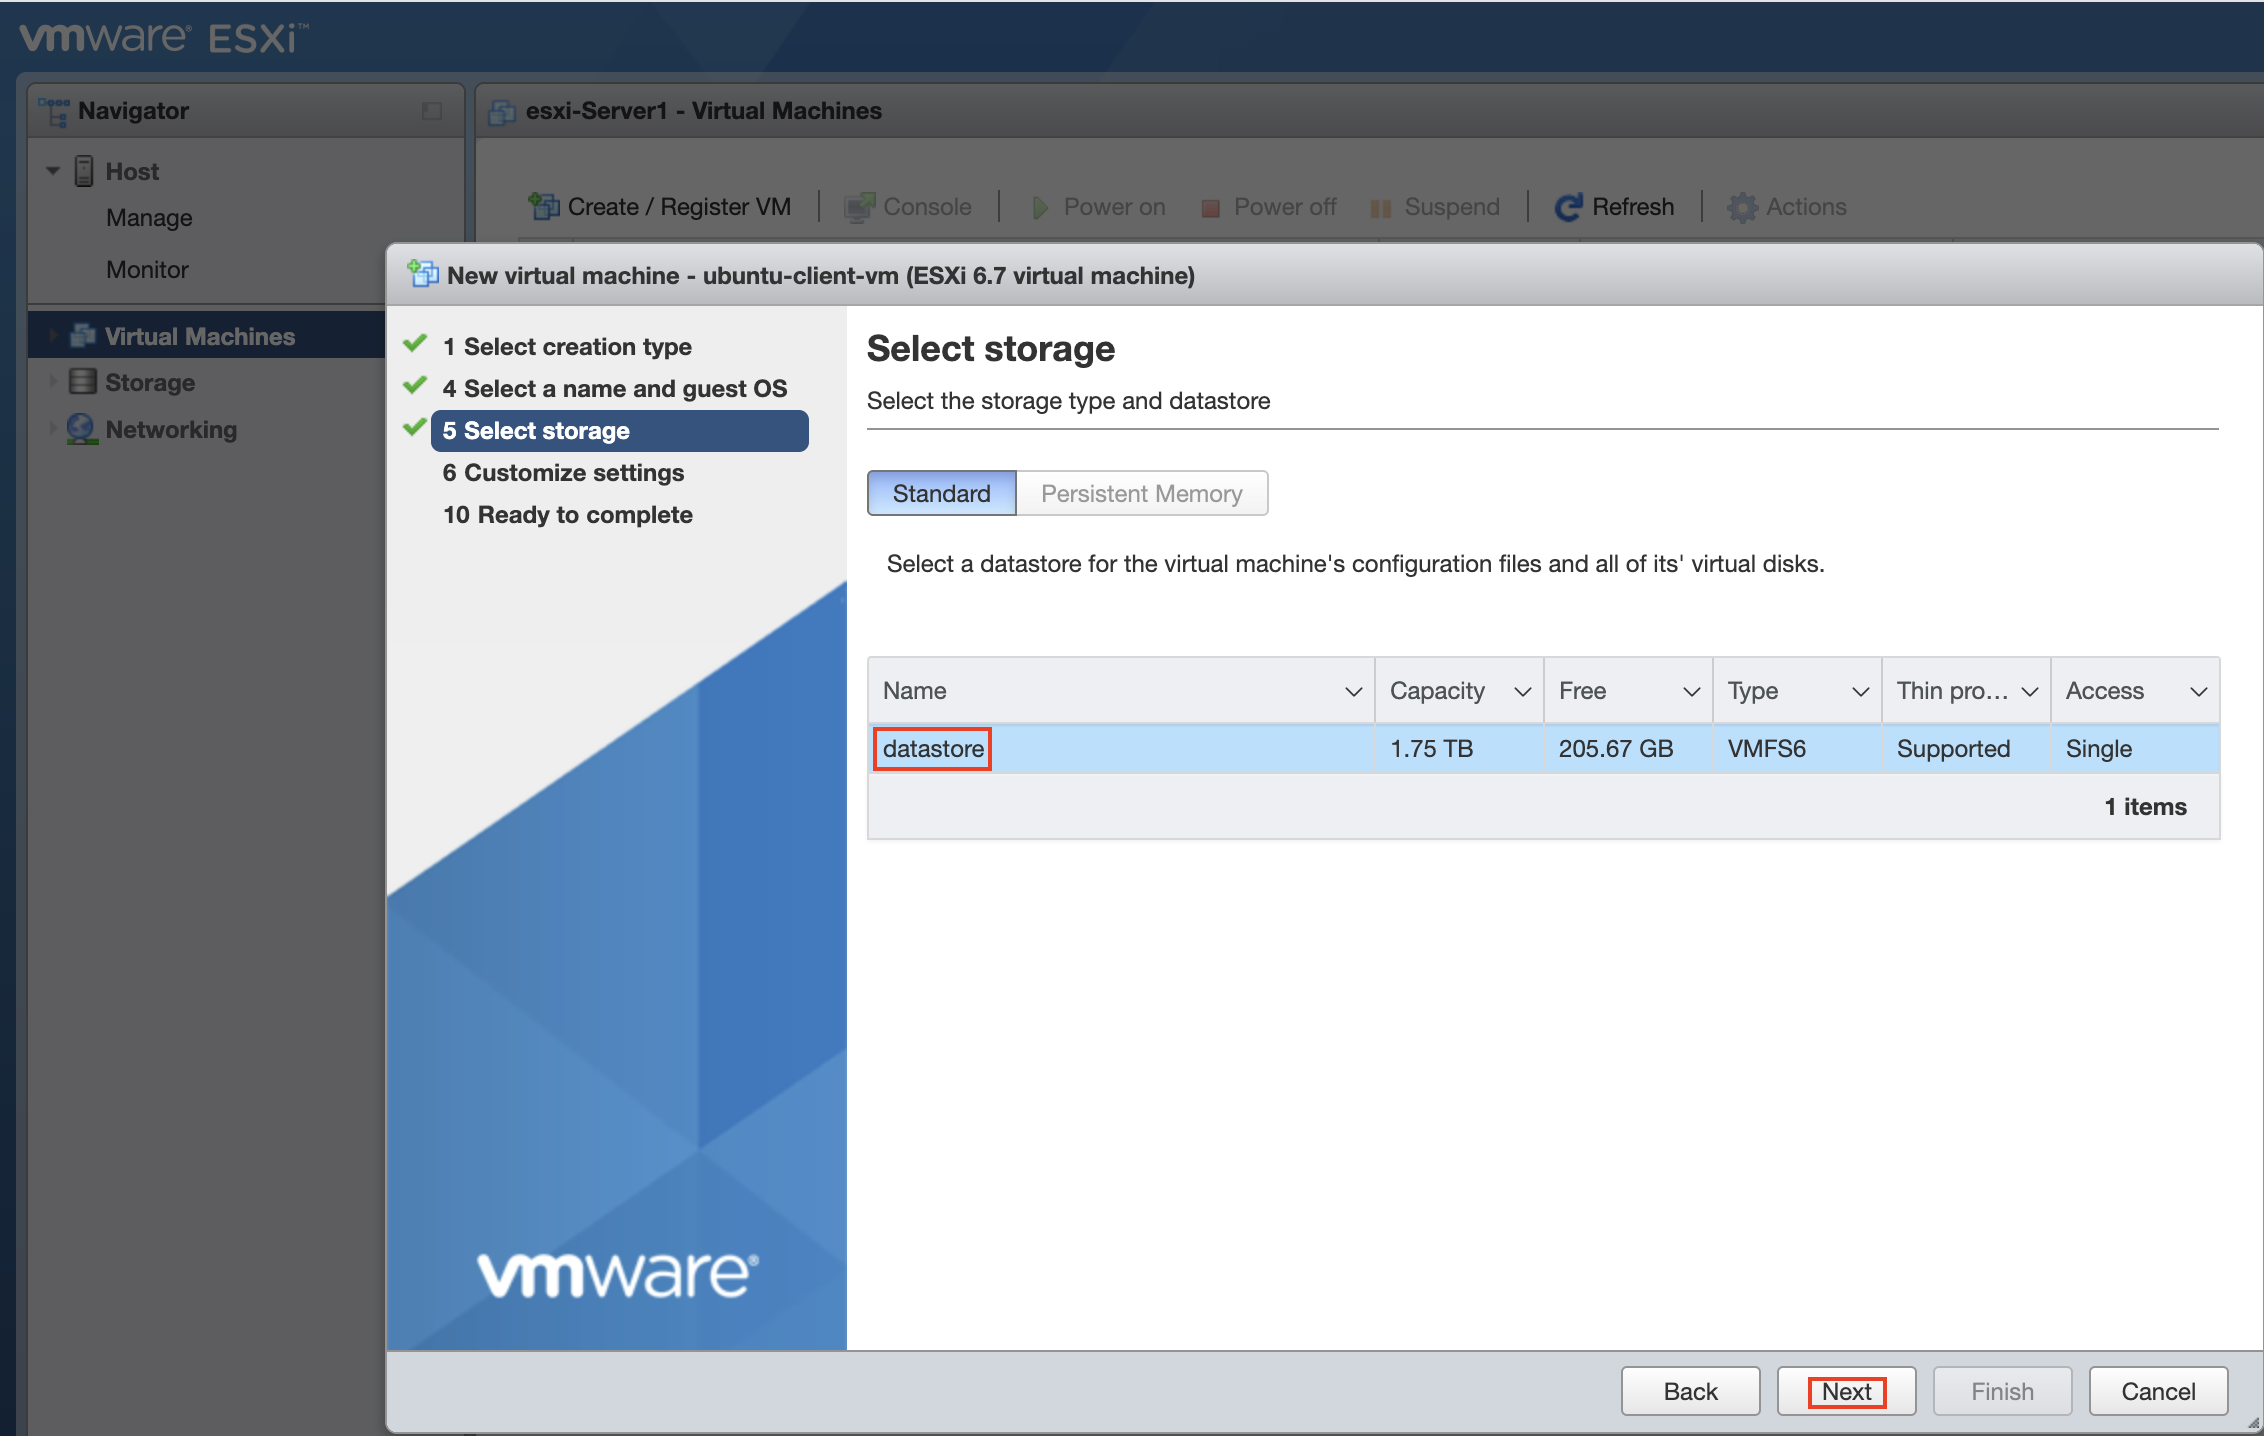 vmware® ESXi™
Navigator
Host
Manage
Monitor
Virtual Machines
Storage
Networking
esxi-Server1 - Virtual Machines
Create / Register VM | Console | Power on Power off Suspend | Refresh | Actions
New virtual machine - ubuntu-client-vm (ESXi 6.7 virtual machine)
1 Select creation type
4 Select a name and guest OS
5 Select storage
6 Customize settings
10 Ready to complete
vmware®
Select storage
Select the storage type and datastore
Standard Persistent Memory
Select a datastore for the virtual machine's configuration files and all of its' virtual disks.
Name Capacity Free Type Thin pro... Access
datastore 1.75 TB 205.67 GB VMFS6 Supported Single
1 items
Back Next Finish Cancel